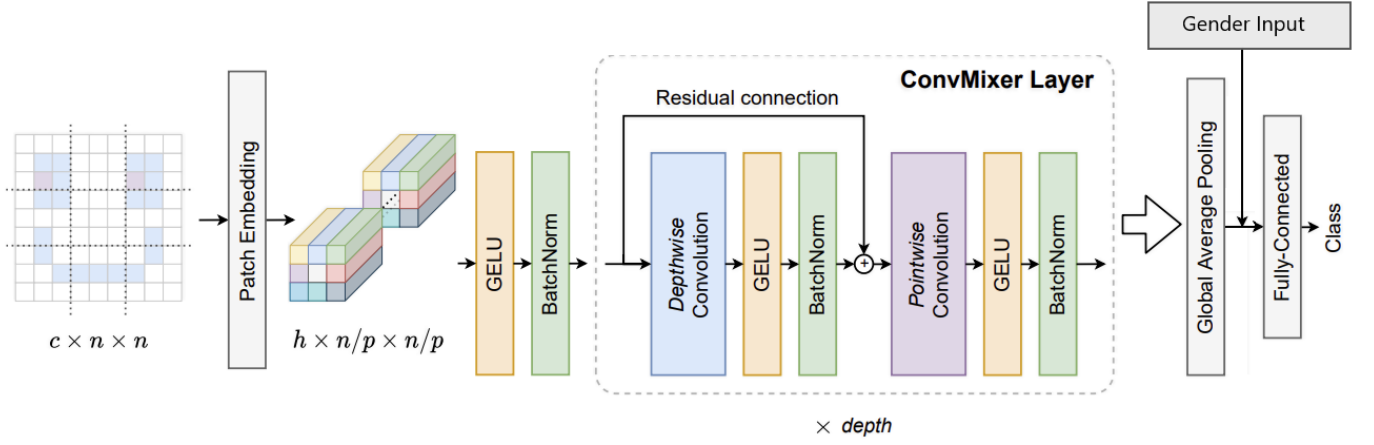 Gender Input
ConvMixer Layer
Residual connection
Patch Embedding
GELU
BatchNorm
Depthwise
Convolution
GELU
BatchNorm
+
Pointwise
Convolution
GELU
BatchNorm
Global Average Pooling
Fully-Connected
Class
c × n × n
h × n/p × n/p
× depth